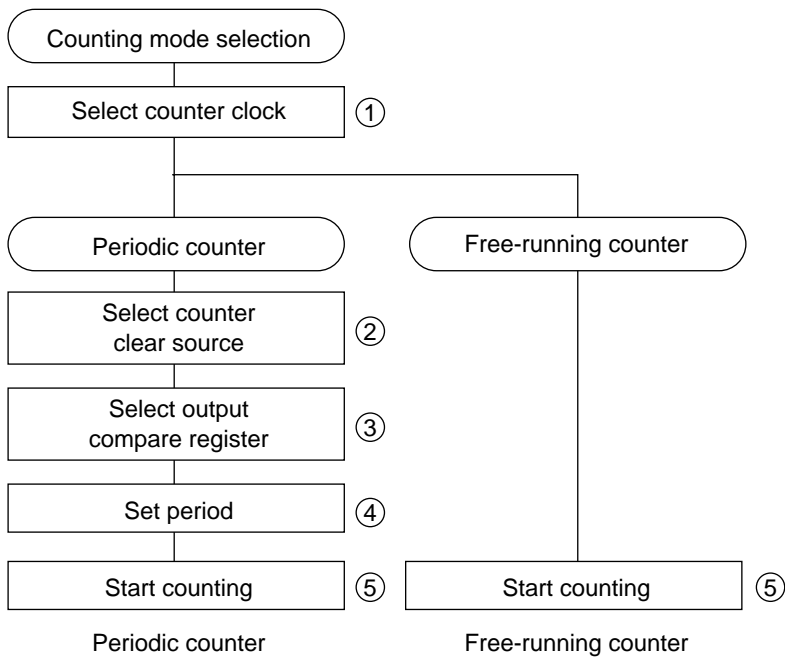 Counting mode selection
Select counter clock ①
Periodic counter
Free-running counter
Select counter
clear source ②
Select output
compare register ③
Set period ④
Start counting ⑤
Start counting ⑤
Periodic counter
Free-running counter